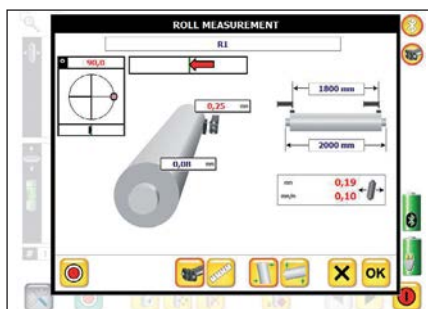 ROLL MEASUREMENT
R1
90,0
0,25 mm
0,08 mm
1800 mm
2000 mm
mm 0,19
mm/m 0,10
OK